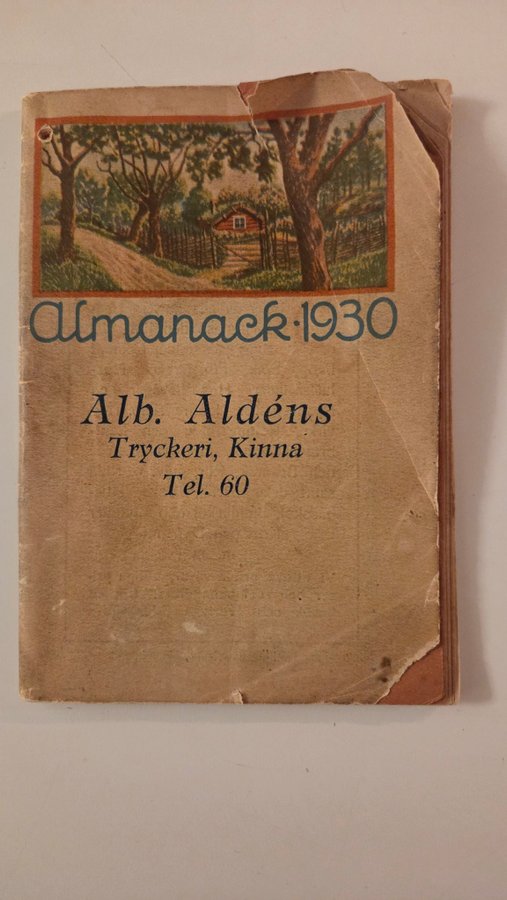 Almanack·1930
Alb. Aldéns
Tryckeri, Kinna
Tel. 60